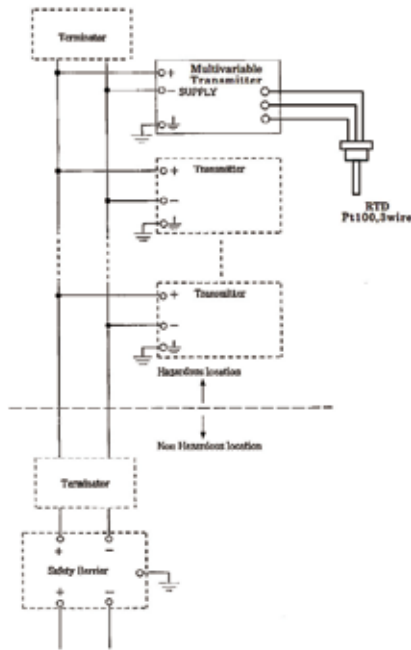 Terminator
Multivariable
Transmitter
+
− SUPPLY
RTD
Pt100,3wire
Transmitter
+
−
Transmitter
+
−
Hazardous location
Non Hazardous location
Terminator
+ −
Safety Barrier
+ −